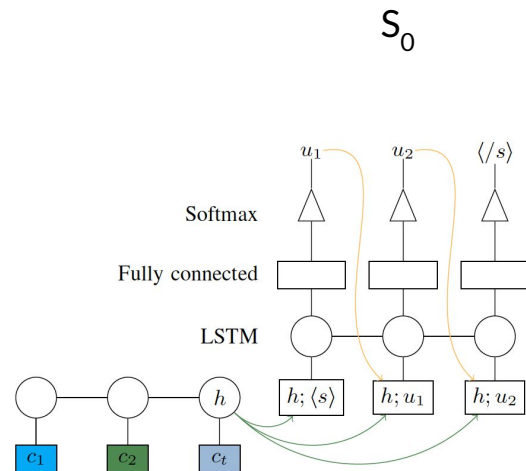 S₀
u₁ u₂ ⟨/s⟩
Softmax
Fully connected
LSTM
h h; ⟨s⟩ h; u₁ h; u₂
c₁ c₂ cₜ